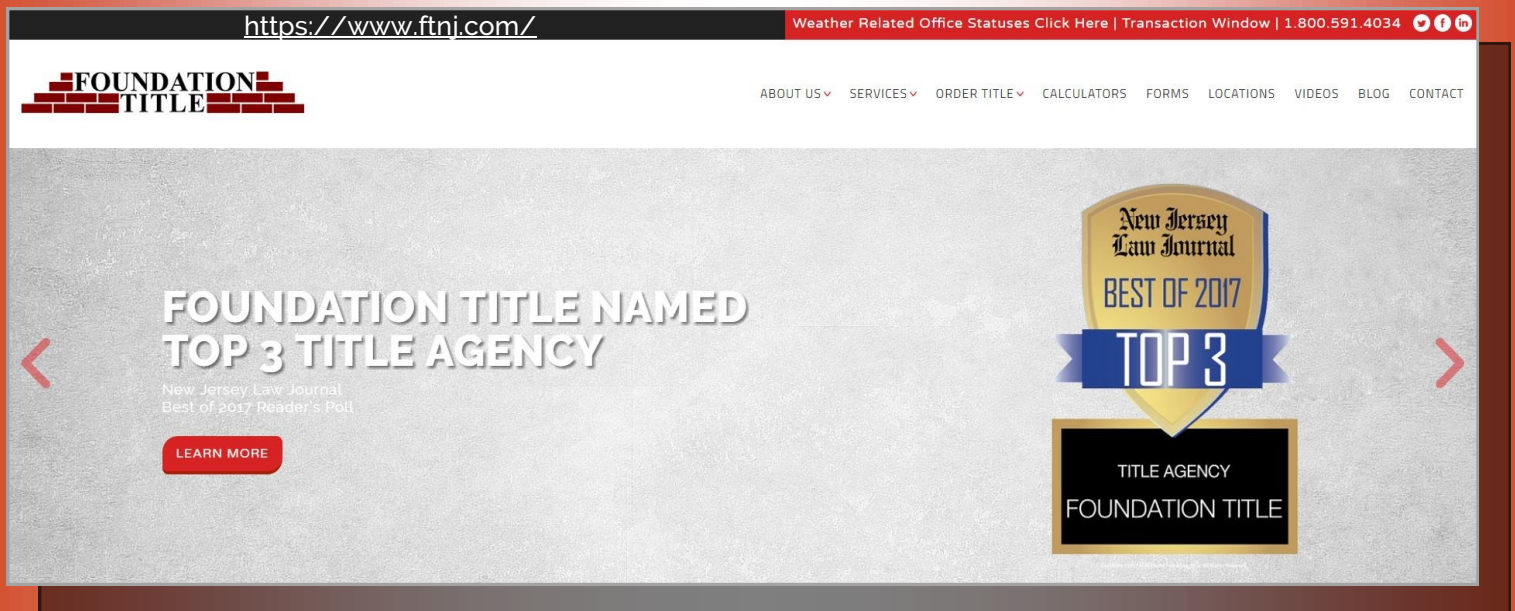 https://www.ftnj.com/
Weather Related Office Statuses Click Here | Transaction Window | 1.800.591.4034
FOUNDATION
TITLE
ABOUT US SERVICES ORDER TITLE CALCULATORS FORMS LOCATIONS VIDEOS BLOG CONTACT
New Jersey
Law Journal
BEST OF 2017
TOP 3
TITLE AGENCY
FOUNDATION TITLE
FOUNDATION TITLE NAMED
TOP 3 TITLE AGENCY
New Jersey Law Journal
Best of 2017 Reader's Poll
LEARN MORE